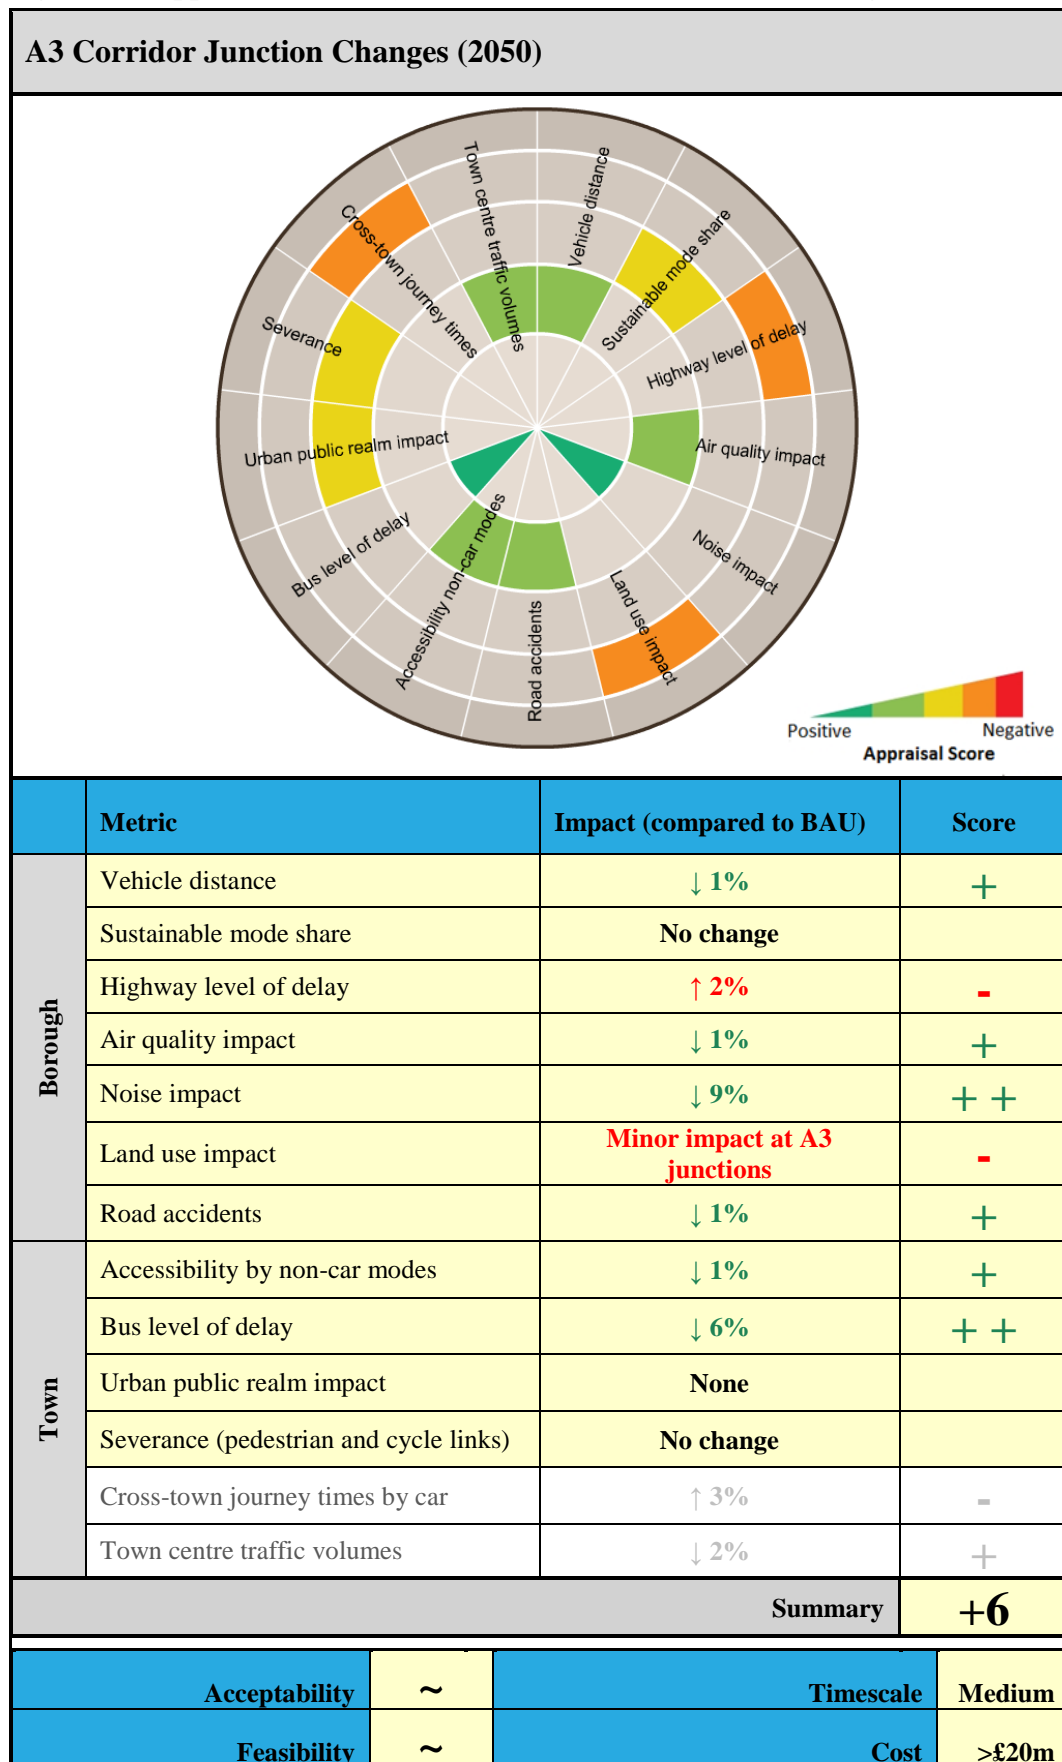 A3 Corridor Junction Changes (2050)
Town centre traffic volumes
Vehicle distance
Sustainable mode share
Highway level of delay
Air quality impact
Noise impact
Land use impact
Road accidents
Accessibility non-car modes
Bus level of delay
Urban public realm impact
Severance
Cross-town journey times
Positive Negative
Appraisal Score
Metric Impact (compared to BAU) Score
Borough
Vehicle distance ↓ 1% +
Sustainable mode share No change
Highway level of delay ↑ 2% -
Air quality impact ↓ 1% +
Noise impact ↓ 9% + +
Land use impact Minor impact at A3
junctions -
Road accidents ↓ 1% +
Town
Accessibility by non-car modes ↓ 1% +
Bus level of delay ↓ 6% + +
Urban public realm impact None
Severance (pedestrian and cycle links) No change
Cross-town journey times by car ↑ 3% -
Town centre traffic volumes ↓ 2% +
Summary +6
Acceptability ~ Timescale Medium
Feasibility ~ Cost >£20m